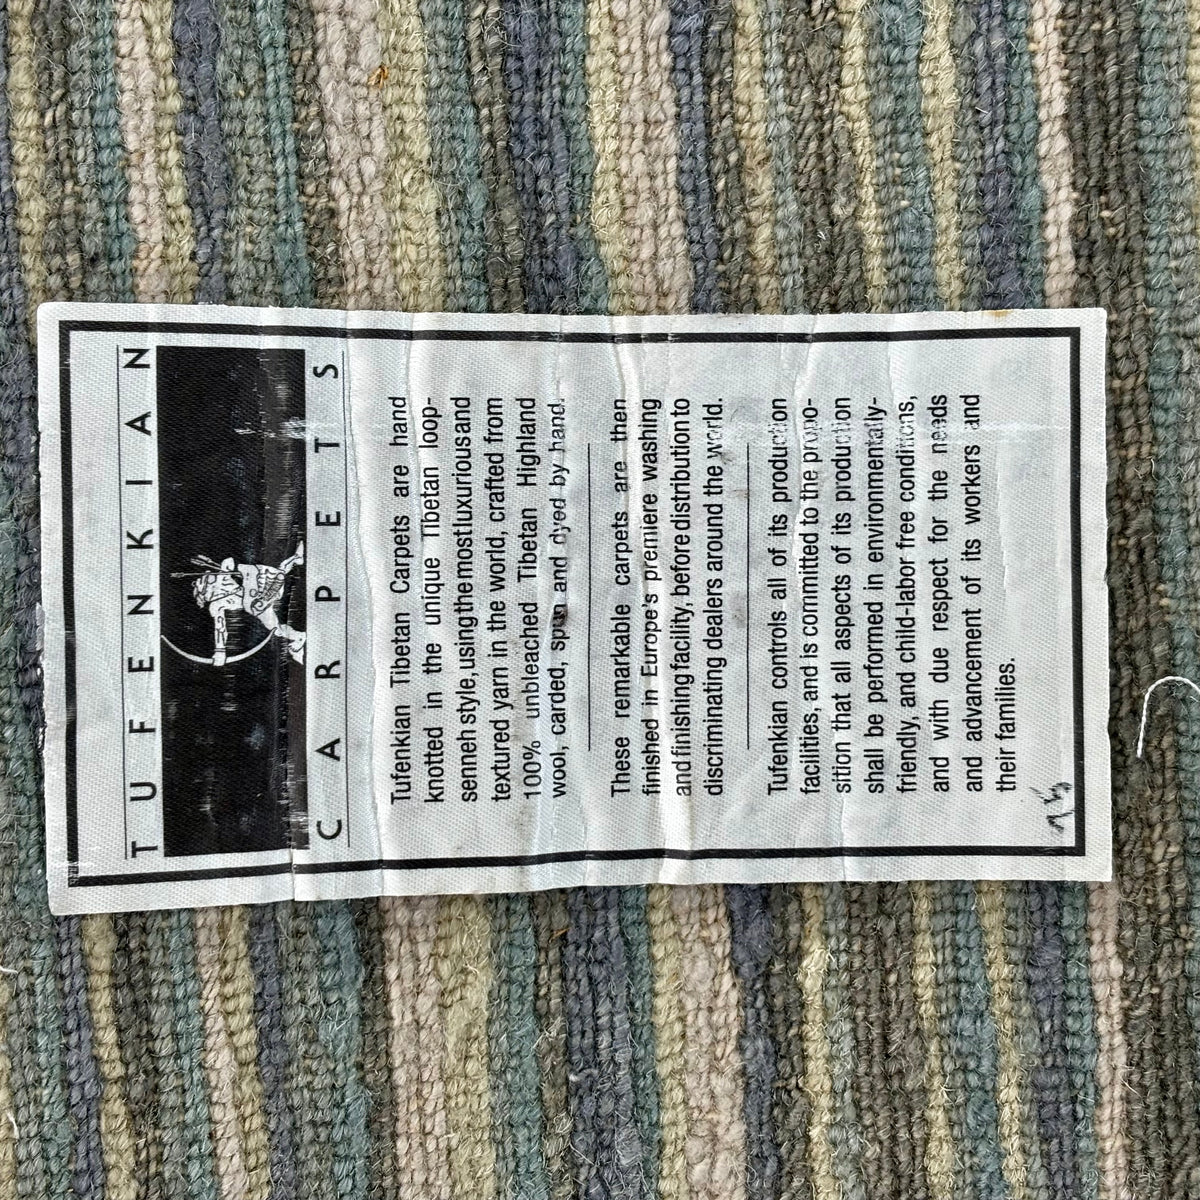 TUFENKIAN
CARPETS
Tufenkian Tibetan Carpets are hand
knotted in the unique Tibetan loop-
senneh style, using the most luxurious and
textured yarn in the world, crafted from
100% unbleached Tibetan Highland
wool, carded, spun and dyed by hand.
These remarkable carpets are then
finished in Europe's premiere washing
and finishing facility, before distribution to
discriminating dealers around the world.
Tufenkian controls all of its production
facilities, and is committed to the propo-
sition that all aspects of its production
shall be performed in environmentally-
friendly, and child-labor free conditions,
and with due respect for the needs
and advancement of its workers and
their families.